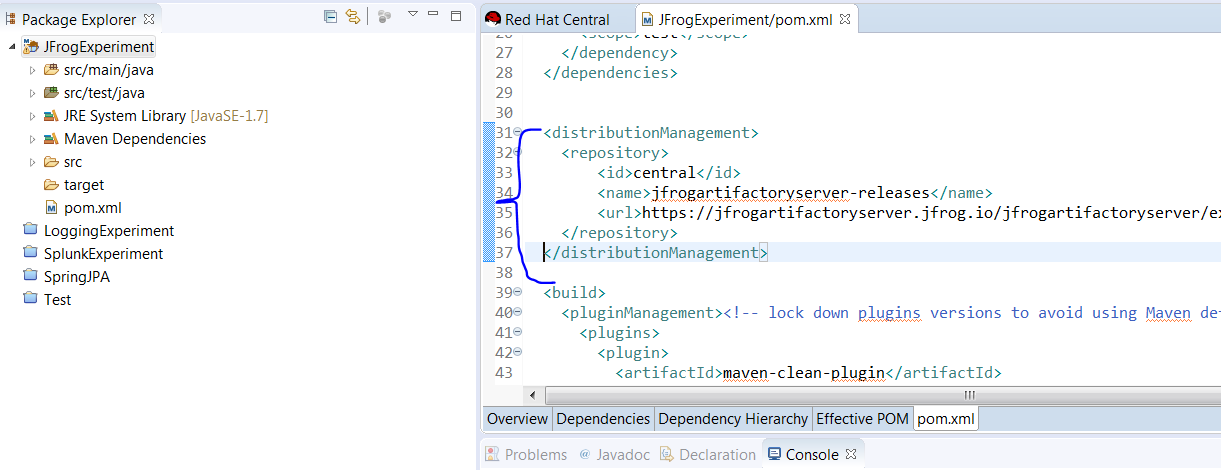 Package Explorer
JFrogExperiment
src/main/java
src/test/java
JRE System Library [JavaSE-1.7]
Maven Dependencies
src
target
pom.xml
LoggingExperiment
SplunkExperiment
SpringJPA
Test
Red Hat Central
JFrogExperiment/pom.xml
26 <scope>test</scope>
27 </dependency>
28 </dependencies>
29
30
31 <distributionManagement>
32 <repository>
33 <id>central</id>
34 <name>jfrogartifactoryserver-releases</name>
35 <url>https://jfrogartifactoryserver.jfrog.io/jfrogartifactoryserver/ex
36 </repository>
37 </distributionManagement>
38
39 <build>
40 <pluginManagement><!-- lock down plugins versions to avoid using Maven de
41 <plugins>
42 <plugin>
43 <artifactId>maven-clean-plugin</artifactId>
Overview Dependencies Dependency Hierarchy Effective POM pom.xml
Problems @ Javadoc Declaration Console